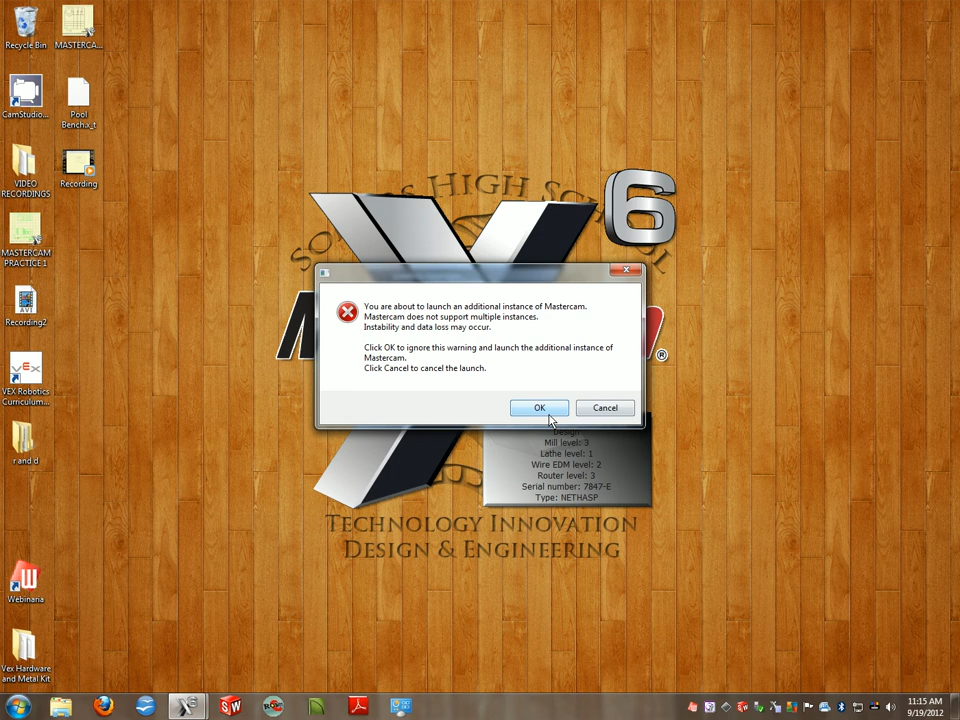 Recycle Bin
MASTERCA...
CamStudio...
Pool
Bench.x_t
VIDEO
RECORDINGS
Recording
MASTERCAM
PRACTICE 1
Recording2
AVI
VEX
VEX Robotics
Curriculum...
r and d
Webinaria
Vex Hardware
and Metal Kit
HIGH
X6
®
You are about to launch an additional instance of Mastercam.
Mastercam does not support multiple instances.
Instability and data loss may occur.
Click OK to ignore this warning and launch the additional instance of
Mastercam.
Click Cancel to cancel the launch.
OK
Cancel
Design
Mill level: 3
Lathe level: 1
Wire EDM level: 2
Router level: 3
Serial number: 7847-E
Type: NETHASP
TECHNOLOGY INNOVATION
DESIGN & ENGINEERING
11:15 AM
9/19/2012